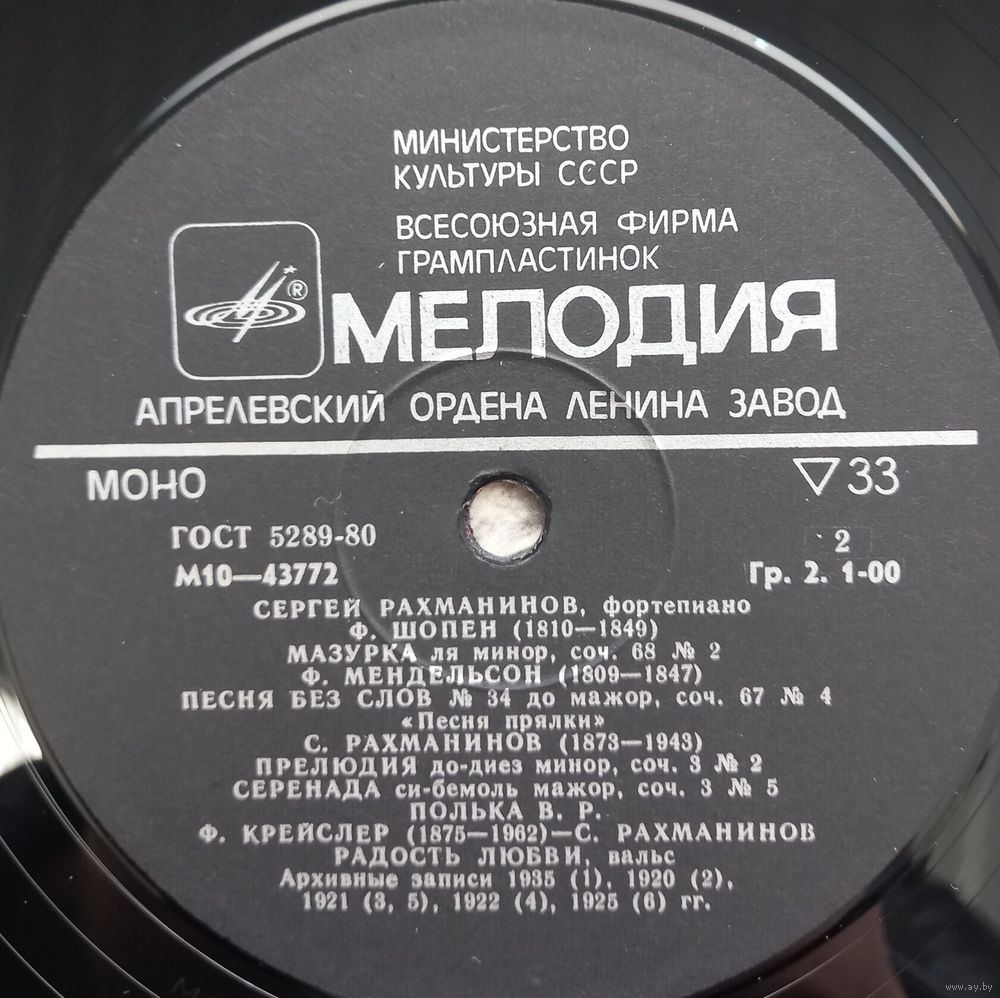 МИНИСТЕРСТВО
КУЛЬТУРЫ СССР
ВСЕСОЮЗНАЯ ФИРМА
ГРАМПЛАСТИНОК
®
МЕЛОДИЯ
АПРЕЛЕВСКИЙ ОРДЕНА ЛЕНИНА ЗАВОД
МОНО ▽33
ГОСТ 5289-80 2
М10—43772 Гр. 2. 1-00
СЕРГЕЙ РАХМАНИНОВ, фортепиано
Ф. ШОПЕН (1810—1849)
МАЗУРКА ля минор, соч. 68 № 2
Ф. МЕНДЕЛЬСОН (1809—1847)
ПЕСНЯ БЕЗ СЛОВ № 34 до мажор, соч. 67 № 4
«Песня прялки»
С. РАХМАНИНОВ (1873—1943)
ПРЕЛЮДИЯ до-диез минор, соч. 3 № 2
СЕРЕНАДА си-бемоль мажор, соч. 3 № 5
ПОЛЬКА В. Р.
Ф. КРЕЙСЛЕР (1875—1962)—С. РАХМАНИНОВ
РАДОСТЬ ЛЮБВИ, вальс
Архивные записи 1935 (1), 1920 (2),
1921 (3, 5), 1922 (4), 1925 (6) гг.
www.ay.by